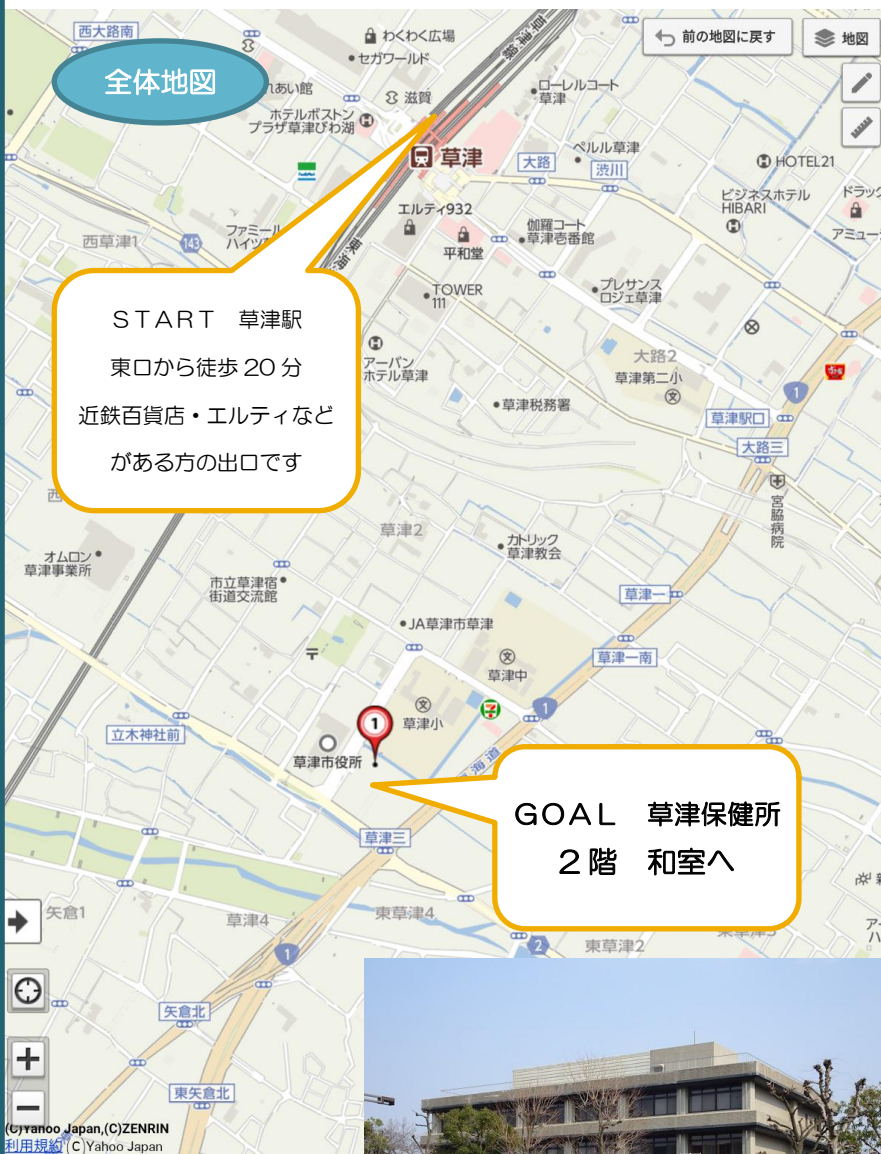 西大路南
わくわく広場
前の地図に戻す
地図
セガワールド
全体地図
あい館
滋賀
ローレルコート
草津
ホテルボストン
プラザ草津びわ湖
草津
大路
ペルル草津
渋川
HOTEL21
エルティ932
ビジネスホテル
HIBARI
ドラッグ
西草津1
143
ファミール
ハイツ
平和堂
伽羅コート
草津壱番館
アミュー
東海
TOWER
111
プレサンス
ロジェ草津
START 草津駅
東口から徒歩20分
近鉄百貨店・エルティなど
がある方の出口です
アーバン
ホテル草津
大路2
草津第二小
文
1
草津税務署
草津駅口
大路三
西
宮脇病院
草津2
カトリック
草津教会
オムロン
草津事業所
市立草津宿
街道交流館
草津一
JA草津市草津
文
草津中
草津一南
文
草津小
7
1
1
立木神社前
草津市役所
海道
GOAL 草津保健所
2階 和室へ
草津三
矢倉1
草津4
東草津4
2
東草津2
1
矢倉北
東矢倉北
(C)Yahoo Japan,(C)ZENRIN
利用規約 (C)Yahoo Japan